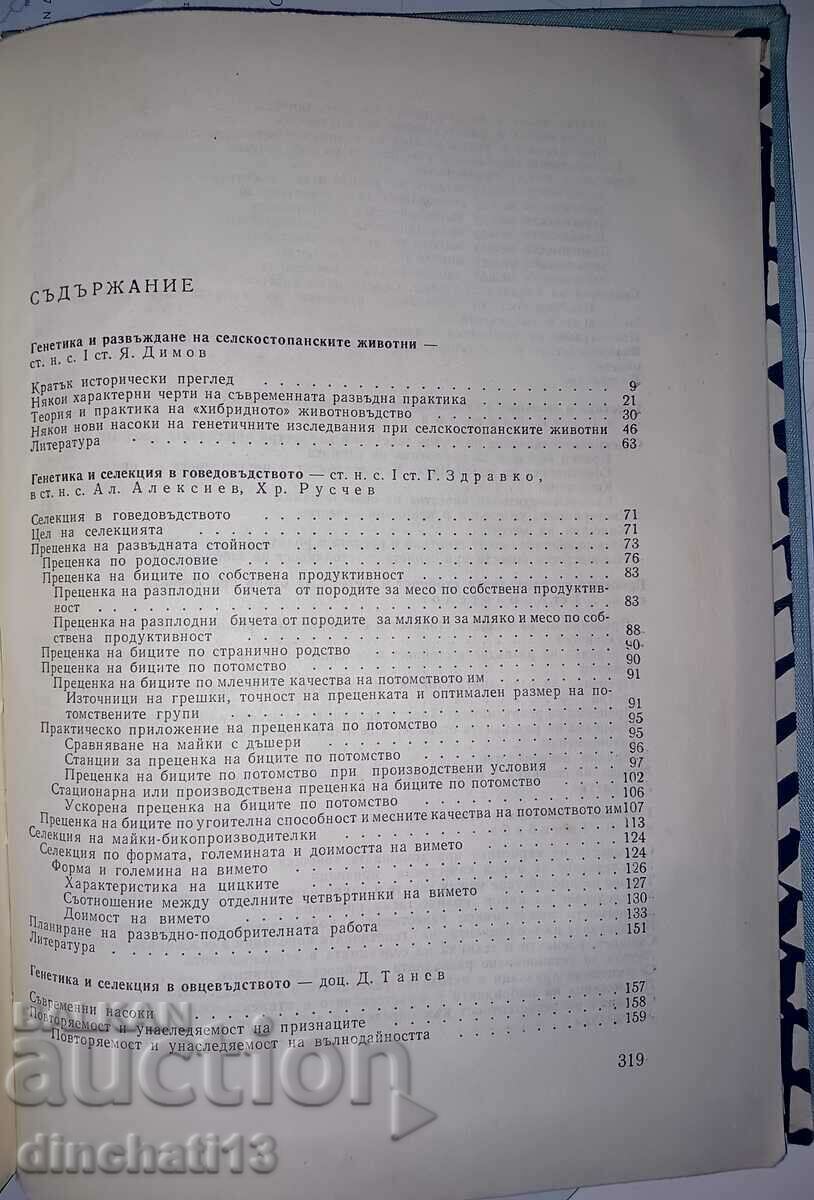 СЪДЪРЖАНИЕ
Генетика и развъждане на селскостопанските животни —
ст. н. с. I ст. Я. Димов
Кратък исторически преглед . . . . . . . . . . . . . . . . 9
Някои характерни черти на съвременната развъдна практика . . . . . . . 21
Теория и практика на «хибридното» животновъдство . . . . . . . . . 30
Някои нови насоки на генетичните изследвания при селскостопанските животни 46
Литература . . . . . . . . . . . . . . . . . . . . . 63
Генетика и селекция в говедовъдството — ст. н. с. I ст. Г. Здравко,
в ст. н. с. Ал. Алексиев, Хр. Русчев
Селекция в говедовъдството . . . . . . . . . . . . . . . . 71
Цел на селекцията . . . . . . . . . . . . . . . . . . . 71
Преценка на развъдната стойност . . . . . . . . . . . . . . 73
Преценка по родословие . . . . . . . . . . . . . . . . . 76
Преценка на биците по собствена продуктивност . . . . . . . . . . 83
Преценка на разплодни бичета от породите за месо по собствена продуктив-
ност . . . . . . . . . . . . . . . . . . . . . . . 83
Преценка на разплодни бичета от породите за мляко и за мляко и месо по соб-
ствена продуктивност . . . . . . . . . . . . . . . . . 88
Преценка на биците по странично родство . . . . . . . . . . . . 90
Преценка на биците по потомство . . . . . . . . . . . . . . 90
Преценка на биците по млечните качества на потомството им . . . . . . 91
Източници на грешки, точност на преценката и оптимален размер на по-
томствените групи . . . . . . . . . . . . . . . . . . 91
Практическо приложение на преценката по потомство . . . . . . . . 95
Сравняване на майки с дъщери . . . . . . . . . . . . . . 95
Станции за преценка на биците по потомство . . . . . . . . . . 96
Преценка на биците по потомство при производствени условия . . . . 97
Стационарна или производствена преценка на биците по потомство . . . . 102
Ускорена преценка на биците по потомство . . . . . . . . . . 106
Преценка на биците по угоителна способност и месните качества на потомството им 107
Селекция на майки-бикопроизводителки . . . . . . . . . . . . . 113
Селекция по формата, големината и доимостта на вимето . . . . . . . 124
Форма и големина на вимето . . . . . . . . . . . . . . . 124
Характеристика на цицките . . . . . . . . . . . . . . . 126
Съотношение между отделните четвъртинки на вимето . . . . . . . 127
Доимост на вимето . . . . . . . . . . . . . . . . . . 130
Планиране на развъдно-подобрителната работа . . . . . . . . . . . 133
Литература . . . . . . . . . . . . . . . . . . . . . 151
Генетика и селекция в овцевъдството — доц. Д. Танев
Съвременни насоки . . . . . . . . . . . . . . . . . . . 157
Повторяемост и унаследяемост на признаците . . . . . . . . . . . 158
Повторяемост и унаследяемост на вълнодайността . . . . . . . . . 159
319
BALKAN
auction
dinchati13